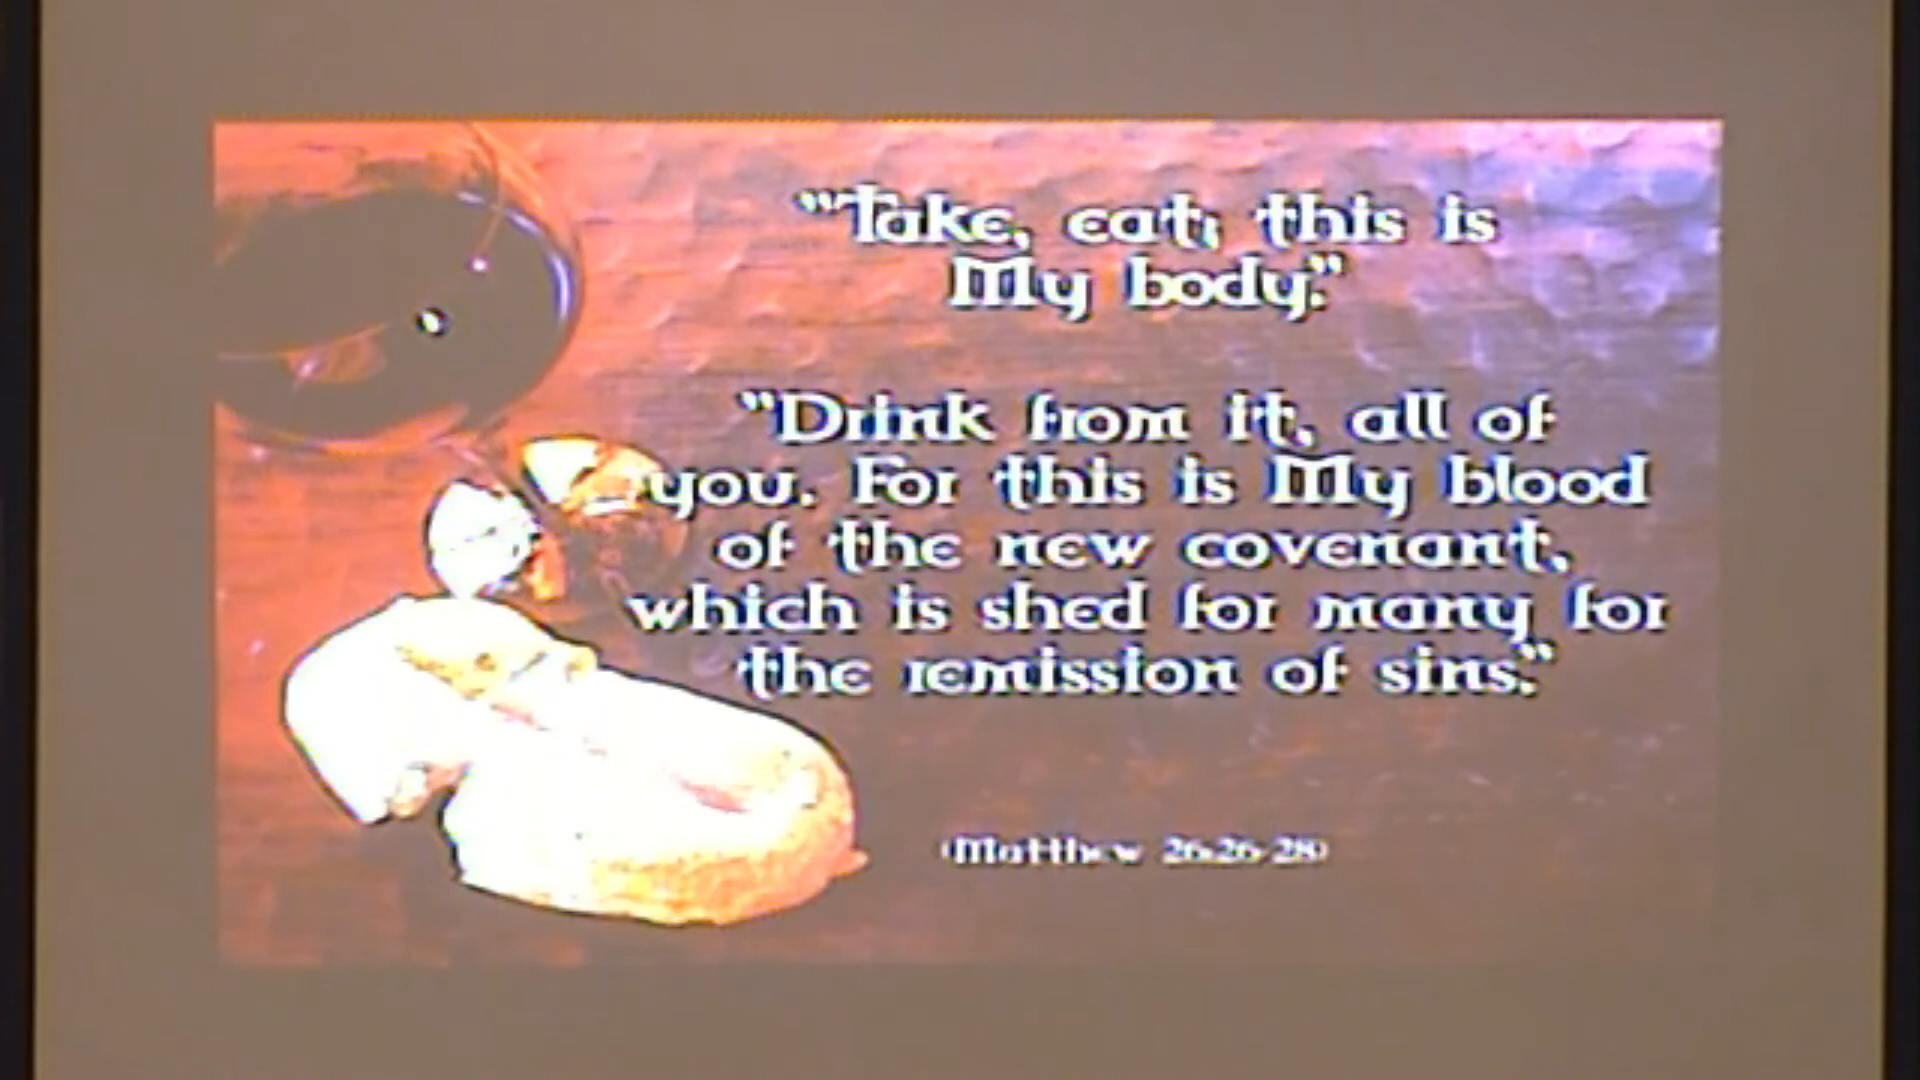 "Take, eat; this is
My body."
"Drink from it, all of
you. For this is My blood
of the new covenant,
which is shed for many for
the remission of sins."
(Matthew 26:26-28)